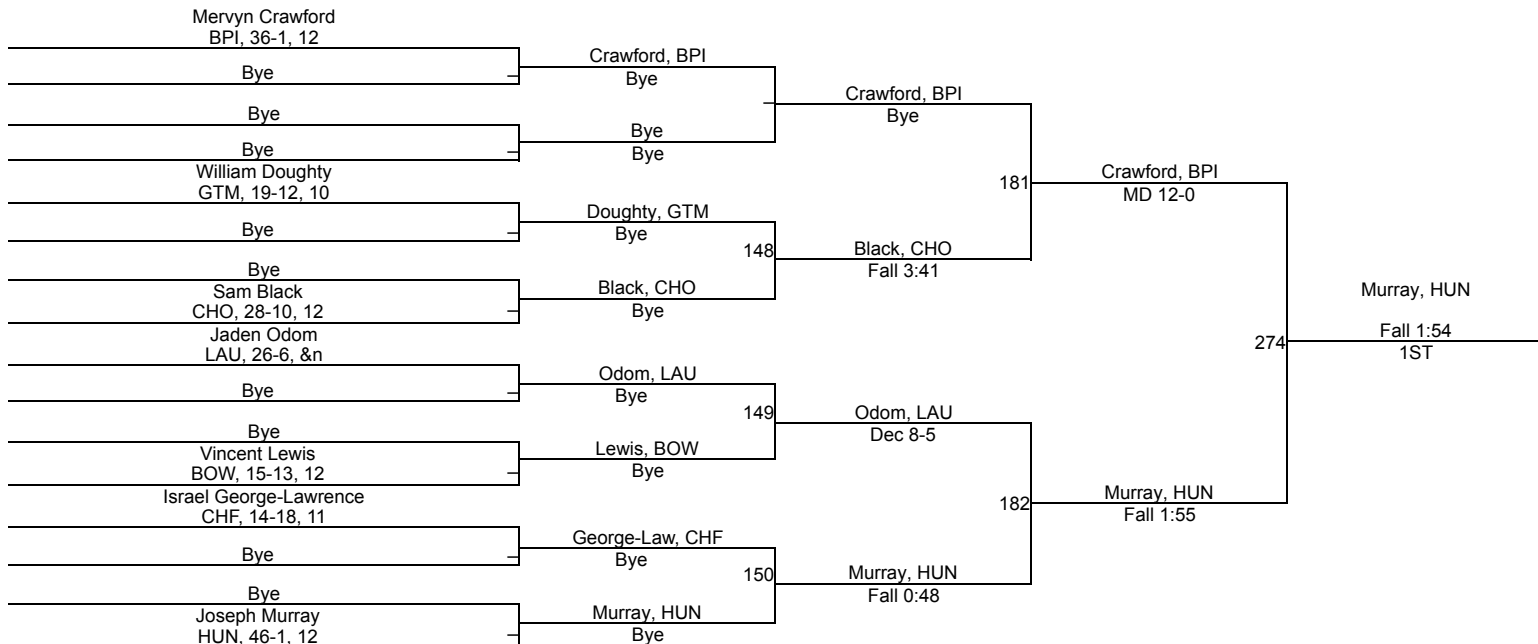 Mervyn Crawford
BPI, 36-1, 12
Bye
Bye
Bye
William Doughty
GTM, 19-12, 10
Bye
Bye
Sam Black
CHO, 28-10, 12
Jaden Odom
LAU, 26-6, &n
Bye
Bye
Vincent Lewis
BOW, 15-13, 12
Israel George-Lawrence
CHF, 14-18, 11
Bye
Bye
Joseph Murray
HUN, 46-1, 12
Crawford, BPI
Bye
Bye
Bye
Doughty, GTM
Bye
148
Black, CHO
Bye
Odom, LAU
Bye
149
Lewis, BOW
Bye
George-Law, CHF
Bye
150
Murray, HUN
Bye
Crawford, BPI
Bye
181
Black, CHO
Fall 3:41
Odom, LAU
Dec 8-5
182
Murray, HUN
Fall 0:48
Crawford, BPI
MD 12-0
274
Murray, HUN
Fall 1:55
Murray, HUN
Fall 1:54
1ST